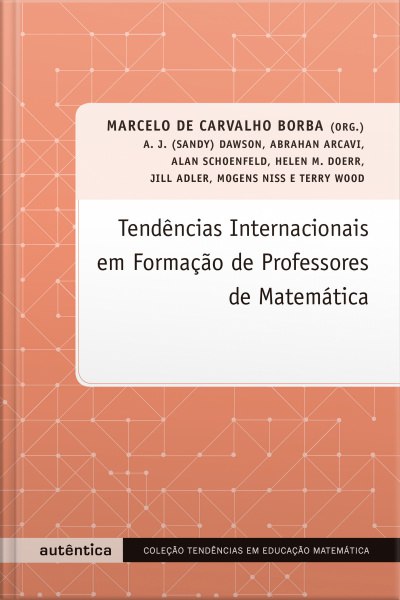 MARCELO DE CARVALHO BORBA (ORG.)
A. J. (SANDY) DAWSON, ABRAHAN ARCAVI,
ALAN SCHOENFELD, HELEN M. DOERR,
JILL ADLER, MOGENS NISS E TERRY WOOD
Tendências Internacionais
em Formação de Professores
de Matemática
autêntica COLEÇÃO TENDÊNCIAS EM EDUCAÇÃO MATEMÁTICA